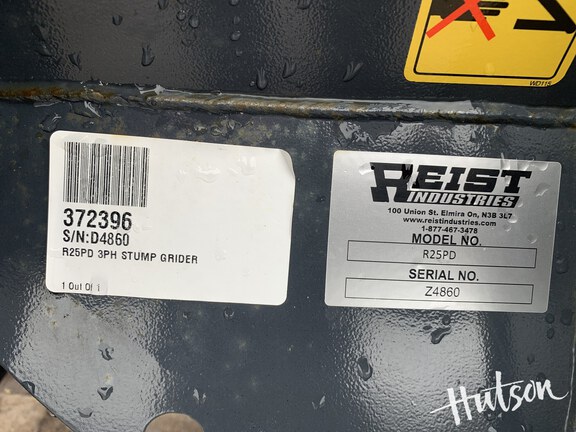 WD115
372396
S/N:D4860
R25PD 3PH STUMP GRIDER
1 Out Of 1
REIST
INDUSTRIES
100 Union St. Elmira On, N3B 3L7
www.reistindustries.com
1-877-467-3478
MODEL NO.
R25PD
SERIAL NO.
Z4860
Hutson